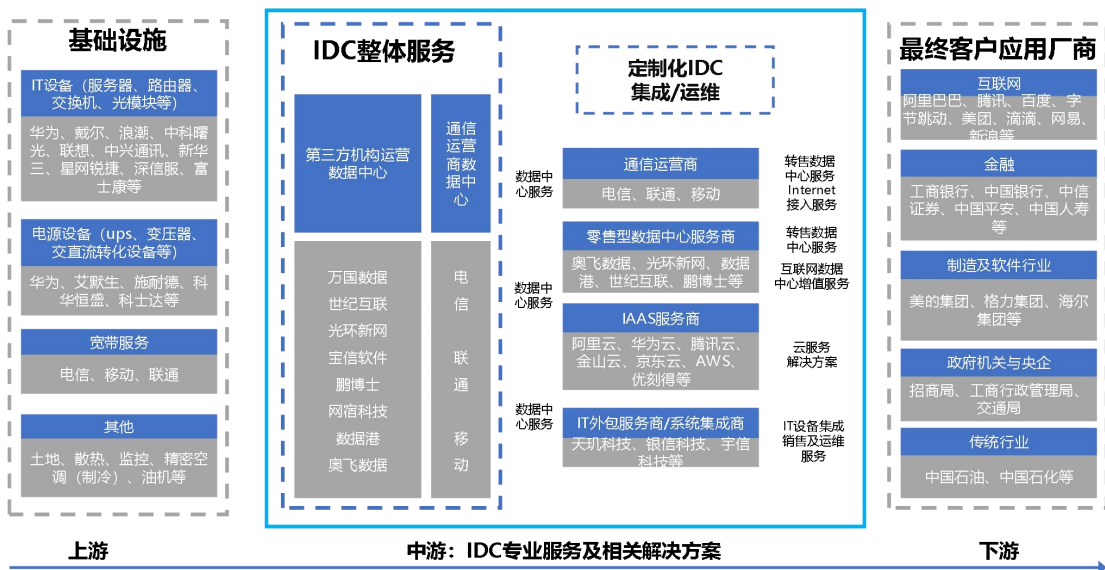 基础设施
IT设备（服务器、路由器、
交换机、光模块等）
华为、戴尔、浪潮、中科曙
光、联想、中兴通讯、新华
三、星网锐捷、深信服、富
士康等
电源设备（ups、变压器、
交直流转化设备等）
华为、艾默生、施耐德、科
华恒盛、科士达等
宽带服务
电信、移动、联通
其他
土地、散热、监控、精密空
调（制冷）、油机等
上游
IDC整体服务
第三方机构运营
数据中心
通信
运营
商数
据中
心
万国数据
世纪互联
光环新网
宝信软件
鹏博士
网宿科技
数据港
奥飞数据
电
信
联
通
移
动
数据中
心服务
数据中
心服务
数据中
心服务
定制化IDC
集成/运维
通信运营商
电信、联通、移动
零售型数据中心服务商
奥飞数据、光环新网、数据
港、世纪互联、鹏博士等
IAAS服务商
阿里云、华为云、腾讯云、
金山云、京东云、AWS、
优刻得等
IT外包服务商/系统集成商
天玑科技、银信科技、宇信
科技等
转售数据
中心服务
Internet
接入服务
转售数据
中心服务
互联网数据
中心增值服务
云服务
解决方案
IT设备集成
销售及运维
服务
中游：IDC专业服务及相关解决方案
最终客户应用厂商
互联网
阿里巴巴、腾讯、百度、字
节跳动、美团、滴滴、网易、
新浪等
金融
工商银行、中国银行、中信
证券、中国平安、中国人寿
等
制造及软件行业
美的集团、格力集团、海尔
集团等
政府机关与央企
招商局、工商行政管理局、
交通局
传统行业
中国石油、中国石化等
下游